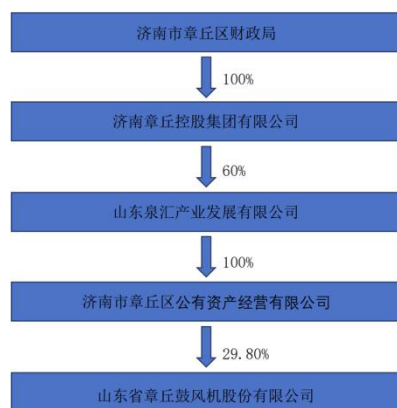 济南市章丘区财政局
100%
济南章丘控股集团有限公司
60%
山东泉汇产业发展有限公司
100%
济南市章丘区公有资产经营有限公司
29.80%
山东省章丘鼓风机股份有限公司